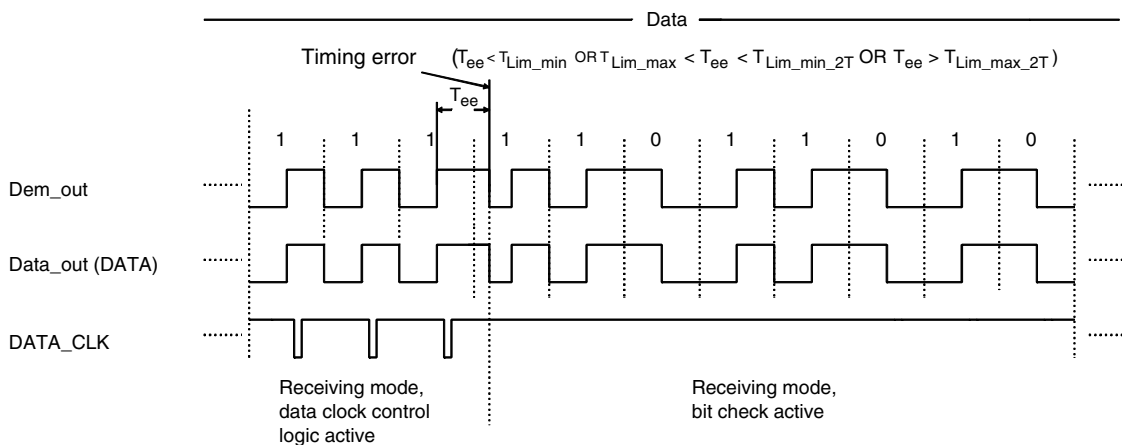 Data
Timing error (Tee < TLim_min OR TLim_max < Tee < TLim_min_2T OR Tee > TLim_max_2T)
Tee
1 1 1 1 1 0 1 1 0 1 0
Dem_out
Data_out (DATA)
DATA_CLK
Receiving mode,
data clock control
logic active
Receiving mode,
bit check active